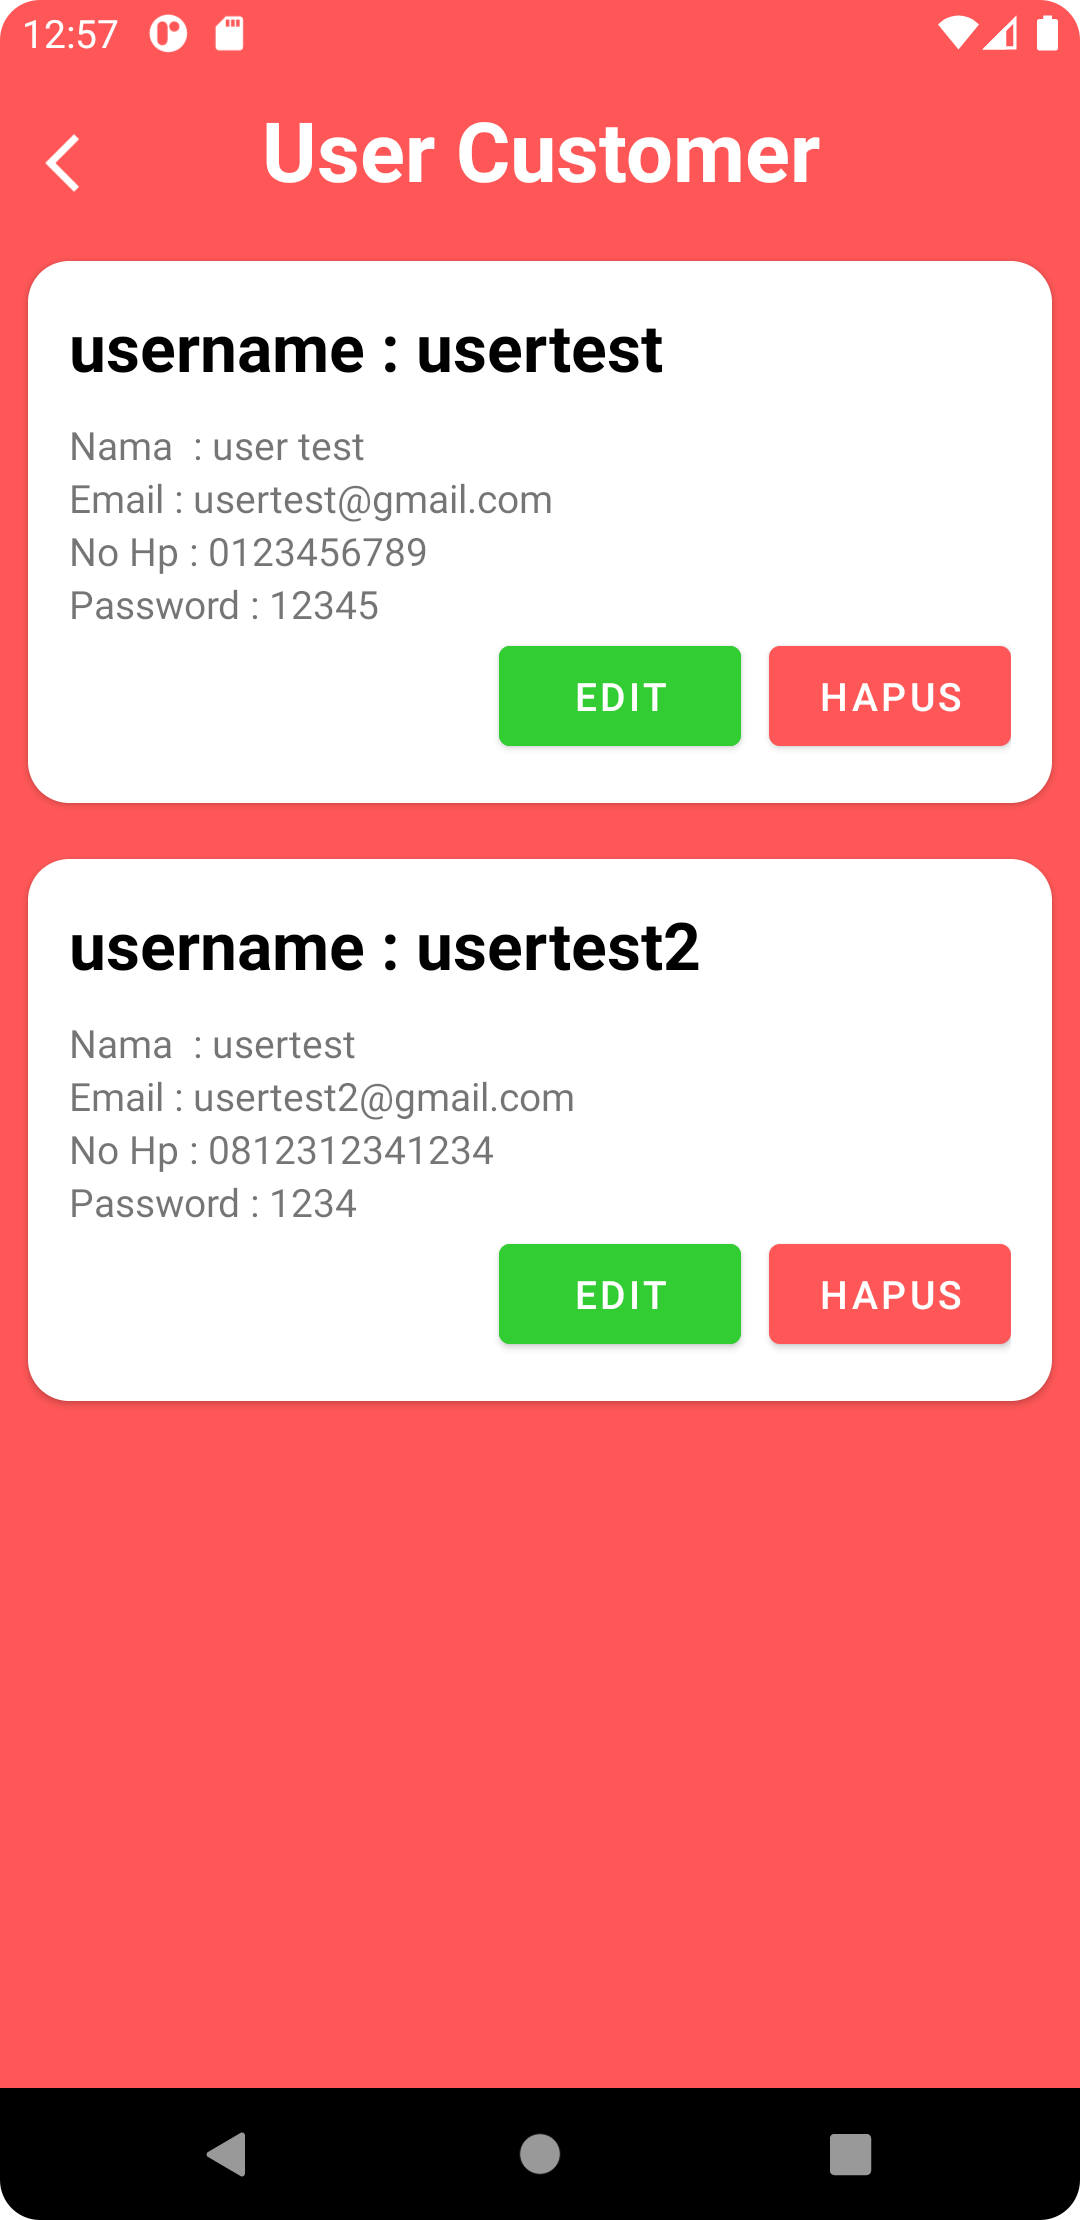 12:57
User Customer
username : usertest
Nama  : user test
Email : usertest@gmail.com
No Hp : 0123456789
Password : 12345
EDIT HAPUS
username : usertest2
Nama  : usertest
Email : usertest2@gmail.com
No Hp : 0812312341234
Password : 1234
EDIT HAPUS